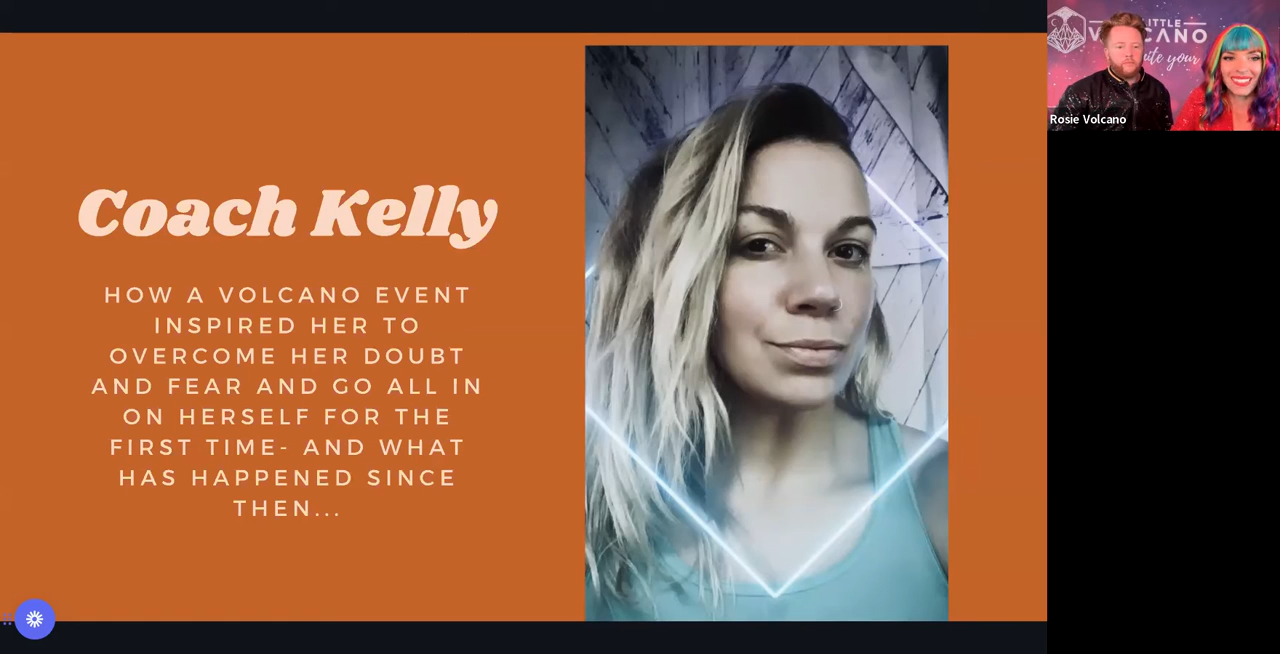 Coach Kelly
HOW A VOLCANO EVENT
INSPIRED HER TO
OVERCOME HER DOUBT
AND FEAR AND GO ALL IN
ON HERSELF FOR THE
FIRST TIME- AND WHAT
HAS HAPPENED SINCE
THEN...
Rosie Volcano